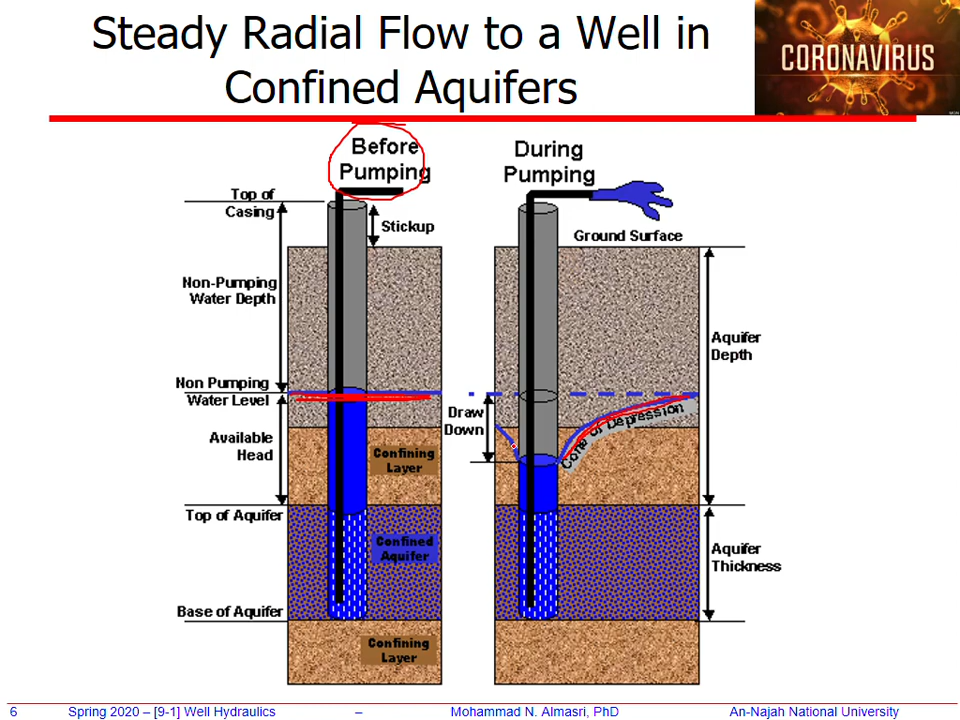 Steady Radial Flow to a Well in
Confined Aquifers
CORONAVIRUS
Before
Pumping
During
Pumping
Top of
Casing
Stickup
Ground Surface
Non-Pumping
Water Depth
Aquifer
Depth
Non Pumping
Water Level
Draw
Down
Cone of Depression
Available
Head
Confining
Layer
Top of Aquifer
Confined
Aquifer
Aquifer
Thickness
Base of Aquifer
Confining
Layer
6 Spring 2020 – [9-1] Well Hydraulics – Mohammad N. Almasri, PhD An-Najah National University